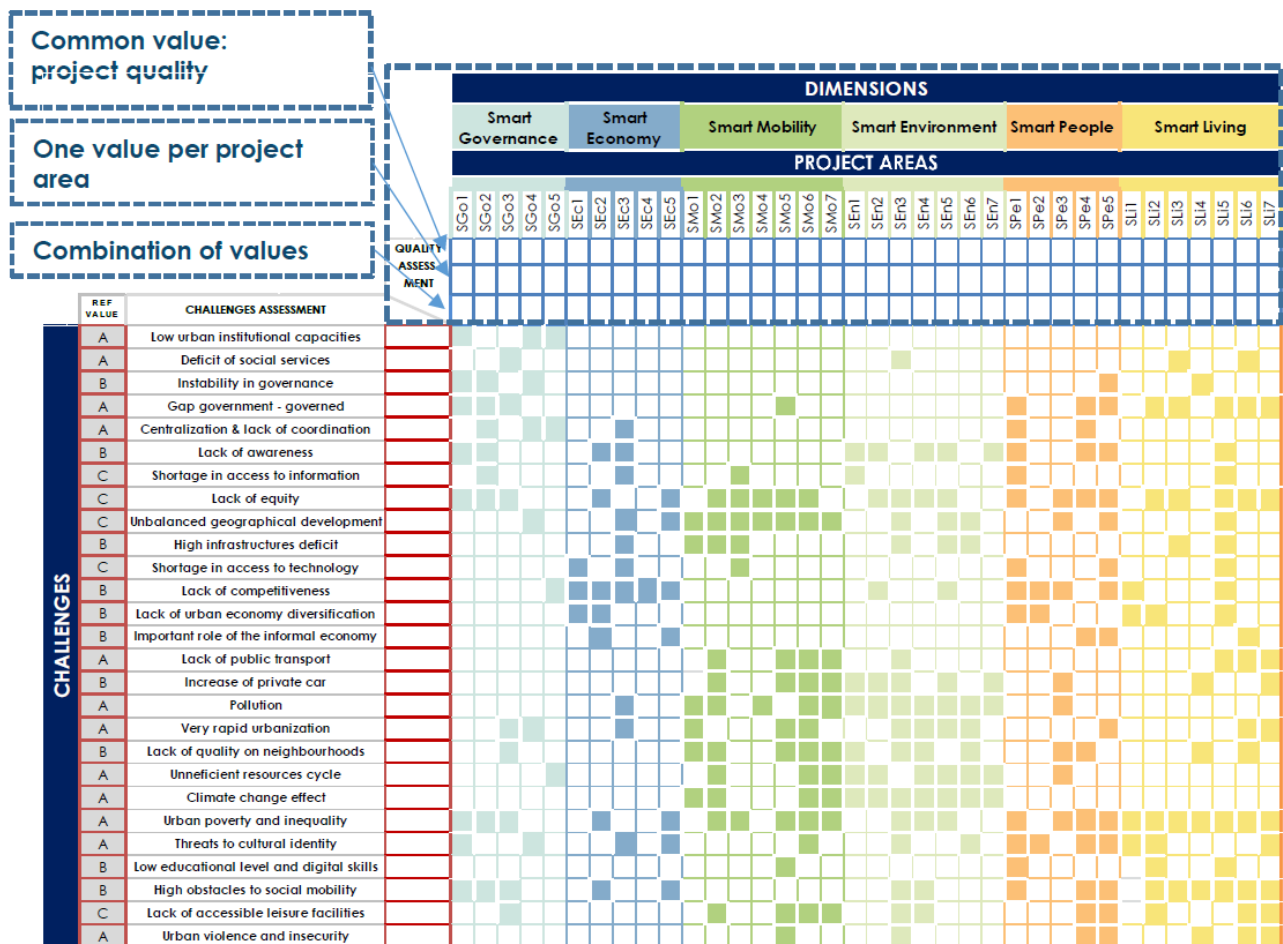 Common value:
project quality
One value per project
area
Combination of values
DIMENSIONS
Smart Governance
Smart Economy
Smart Mobility
Smart Environment
Smart People
Smart Living
PROJECT AREAS
SGo1 SGo2 SGo3 SGo4 SGo5 SEc1 SEc2 SEc3 SEc4 SEc5 SMo1 SMo2 SMo3 SMo4 SMo5 SMo6 SMo7 SEn1 SEn2 SEn3 SEn4 SEn5 SEn6 SEn7 SPe1 SPe2 SPe3 SPe4 SPe5 SLi1 SLi2 SLi3 SLi4 SLi5 SLi6 SLi7
QUALITY
ASSESS
MENT
REF
VALUE
CHALLENGES ASSESSMENT
CHALLENGES
A Low urban institutional capacities
A Deficit of social services
B Instability in governance
A Gap government - governed
A Centralization & lack of coordination
B Lack of awareness
C Shortage in access to information
C Lack of equity
C Unbalanced geographical development
B High infrastructures deficit
C Shortage in access to technology
B Lack of competitiveness
B Lack of urban economy diversification
B Important role of the informal economy
A Lack of public transport
B Increase of private car
A Pollution
A Very rapid urbanization
B Lack of quality on neighbourhoods
A Unneficient resources cycle
A Climate change effect
A Urban poverty and inequality
A Threats to cultural identity
B Low educational level and digital skills
B High obstacles to social mobility
C Lack of accessible leisure facilities
A Urban violence and insecurity